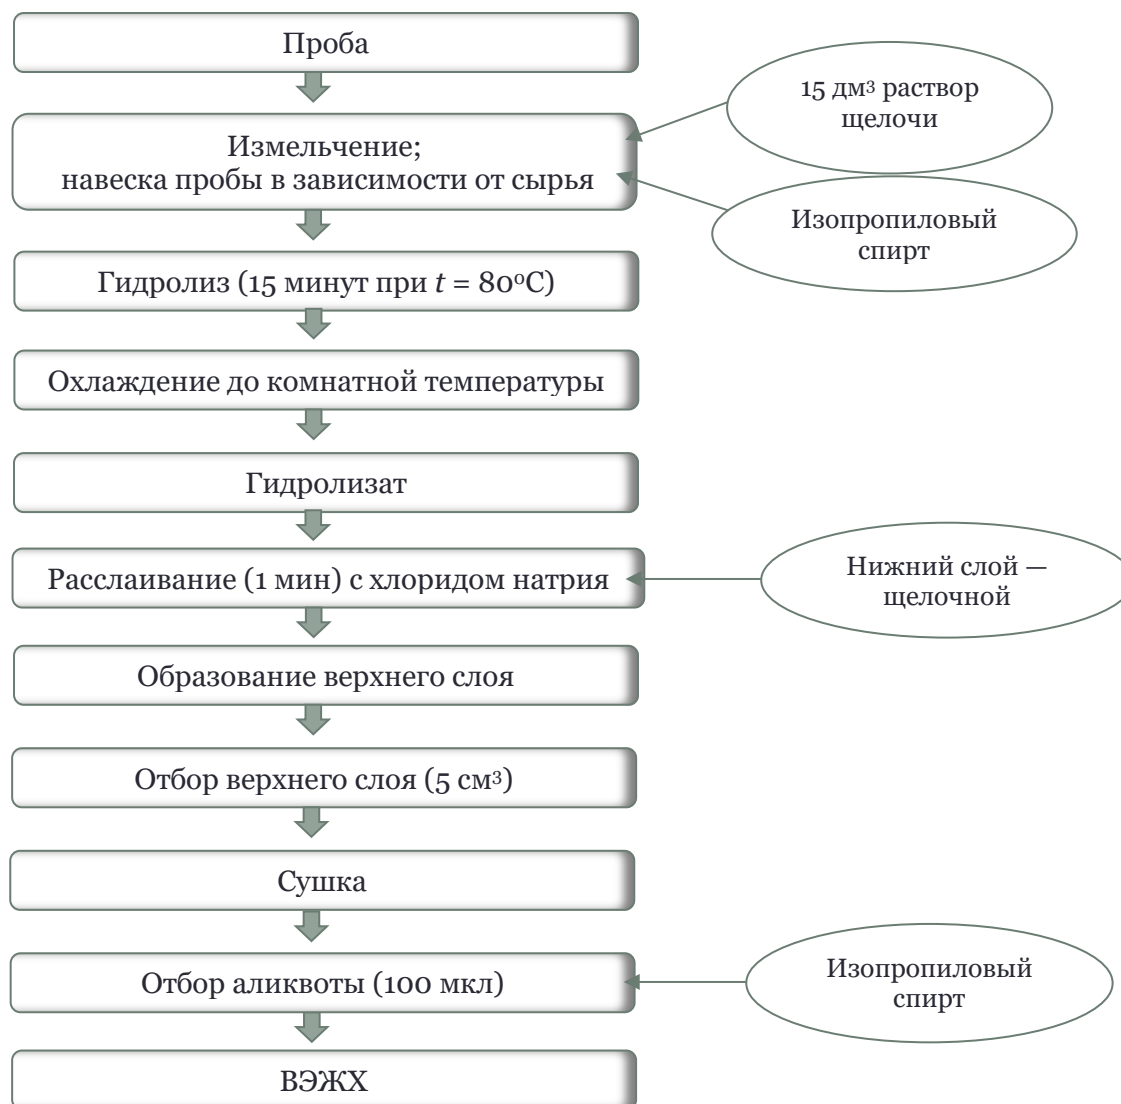 Проба
15 дм³ раствор
щелочи
Измельчение;
навеска пробы в зависимости от сырья
Изопропиловый
спирт
Гидролиз (15 минут при t = 80°C)
Охлаждение до комнатной температуры
Гидролизат
Расслаивание (1 мин) с хлоридом натрия
Нижний слой —
щелочной
Образование верхнего слоя
Отбор верхнего слоя (5 см³)
Сушка
Отбор аликвоты (100 мкл)
Изопропиловый
спирт
ВЭЖХ